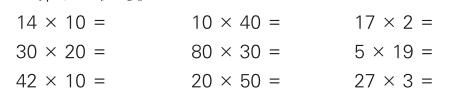 14 × 10 = 10 × 40 = 17 × 2 =
30 × 20 = 80 × 30 = 5 × 19 =
42 × 10 = 20 × 50 = 27 × 3 =